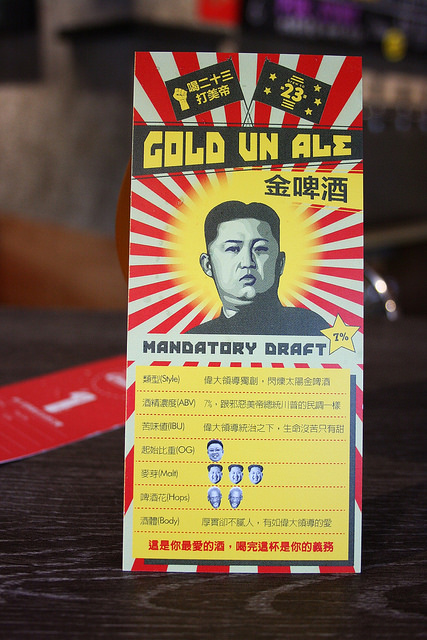 喝二十三
打美帝
23
GOLD UN ALE
金啤酒
MANDATORY DRAFT
7%
類型(Style) 偉大領導獨創，閃爍太陽金啤酒
酒精濃度(ABV) 7%，跟邪惡美帝總統川普的民調一樣
苦味值(IBU) 偉大領導統治之下，生命沒苦只有甜
起始比重(OG)
麥芽(Malt)
啤酒花(Hops)
酒體(Body) 厚實卻不膩人，有如偉大領導的愛
這是你最愛的酒，喝完這杯是你的義務